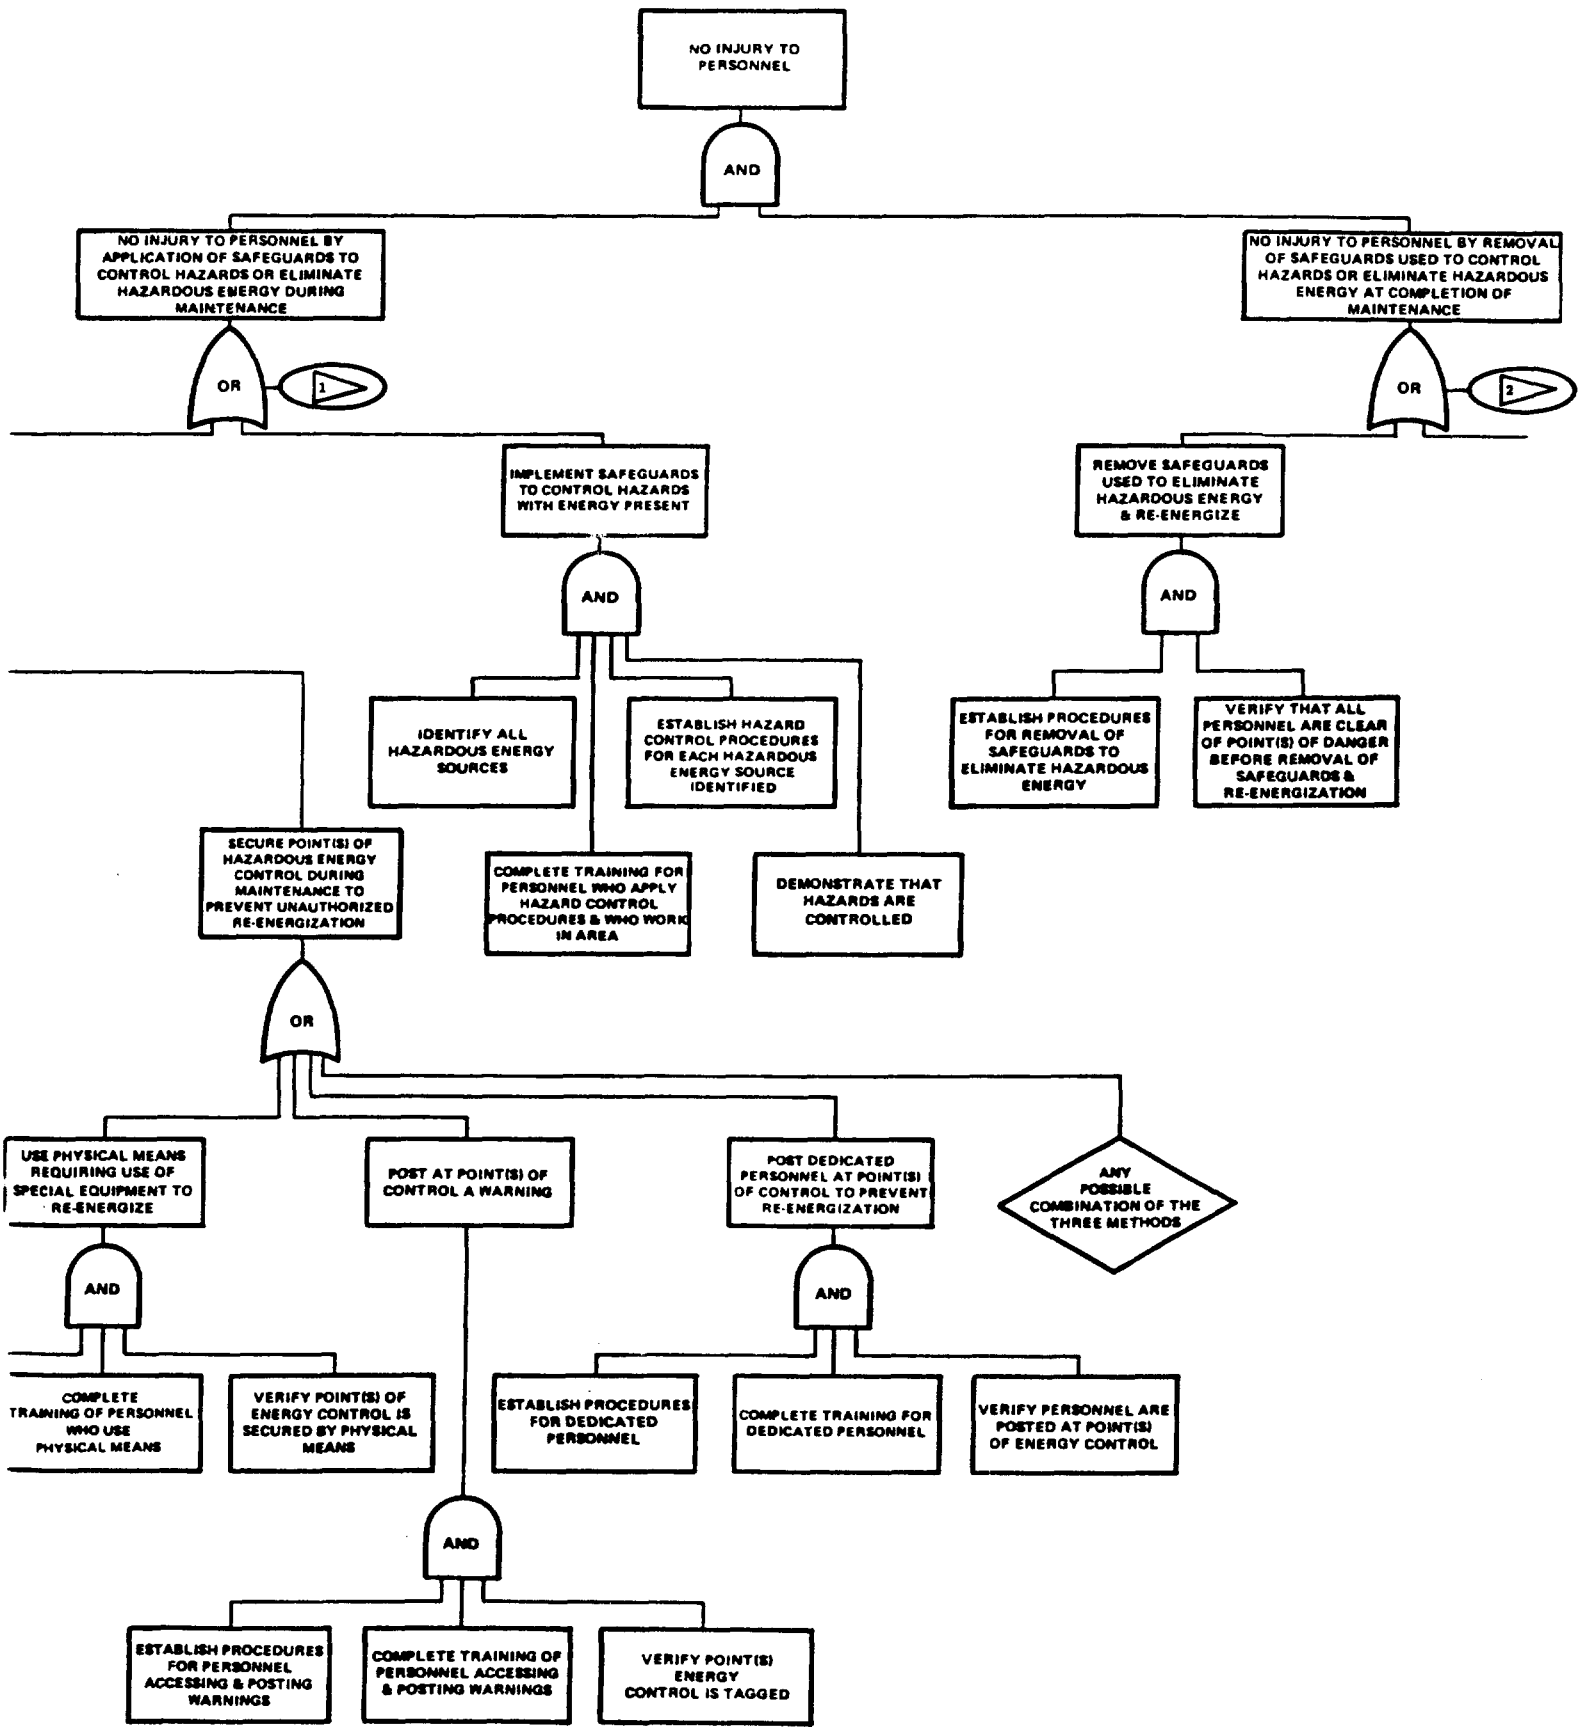 NO INJURY TO
PERSONNEL
AND
NO INJURY TO PERSONNEL BY
APPLICATION OF SAFEGUARDS TO
CONTROL HAZARDS OR ELIMINATE
HAZARDOUS ENERGY DURING
MAINTENANCE
NO INJURY TO PERSONNEL BY REMOVAL
OF SAFEGUARDS USED TO CONTROL
HAZARDS OR ELIMINATE HAZARDOUS
ENERGY AT COMPLETION OF
MAINTENANCE
OR
1
OR
2
IMPLEMENT SAFEGUARDS
TO CONTROL HAZARDS
WITH ENERGY PRESENT
REMOVE SAFEGUARDS
USED TO ELIMINATE
HAZARDOUS ENERGY
& RE-ENERGIZE
AND
AND
IDENTIFY ALL
HAZARDOUS ENERGY
SOURCES
ESTABLISH HAZARD
CONTROL PROCEDURES
FOR EACH HAZARDOUS
ENERGY SOURCE
IDENTIFIED
ESTABLISH PROCEDURES
FOR REMOVAL OF
SAFEGUARDS TO
ELIMINATE HAZARDOUS
ENERGY
VERIFY THAT ALL
PERSONNEL ARE CLEAR
OF POINT(S) OF DANGER
BEFORE REMOVAL OF
SAFEGUARDS &
RE-ENERGIZATION
SECURE POINT(S) OF
HAZARDOUS ENERGY
CONTROL DURING
MAINTENANCE TO
PREVENT UNAUTHORIZED
RE-ENERGIZATION
COMPLETE TRAINING FOR
PERSONNEL WHO APPLY
HAZARD CONTROL
PROCEDURES & WHO WORK
IN AREA
DEMONSTRATE THAT
HAZARDS ARE
CONTROLLED
OR
USE PHYSICAL MEANS
REQUIRING USE OF
SPECIAL EQUIPMENT TO
RE-ENERGIZE
POST AT POINT(S) OF
CONTROL A WARNING
POST DEDICATED
PERSONNEL AT POINT(S)
OF CONTROL TO PREVENT
RE-ENERGIZATION
ANY
POSSIBLE
COMBINATION OF THE
THREE METHODS
AND
AND
COMPLETE
TRAINING OF PERSONNEL
WHO USE
PHYSICAL MEANS
VERIFY POINT(S) OF
ENERGY CONTROL IS
SECURED BY PHYSICAL
MEANS
ESTABLISH PROCEDURES
FOR DEDICATED
PERSONNEL
COMPLETE TRAINING FOR
DEDICATED PERSONNEL
VERIFY PERSONNEL ARE
POSTED AT POINT(S)
OF ENERGY CONTROL
AND
ESTABLISH PROCEDURES
FOR PERSONNEL
ACCESSING & POSTING
WARNINGS
COMPLETE TRAINING OF
PERSONNEL ACCESSING
& POSTING WARNINGS
VERIFY POINT(S)
ENERGY
CONTROL IS TAGGED